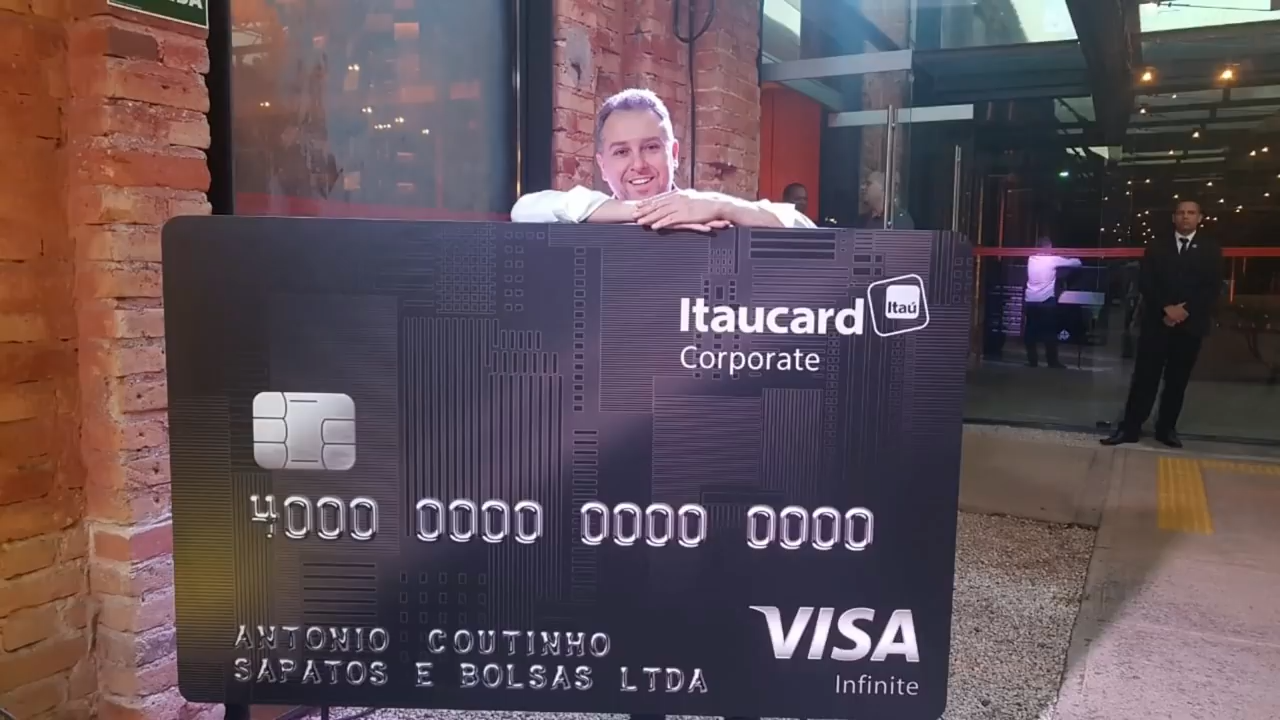 Itaucard
Itaú
Corporate
4000 0000 0000 0000
ANTONIO COUTINHO
SAPATOS E BOLSAS LTDA
VISA
Infinite